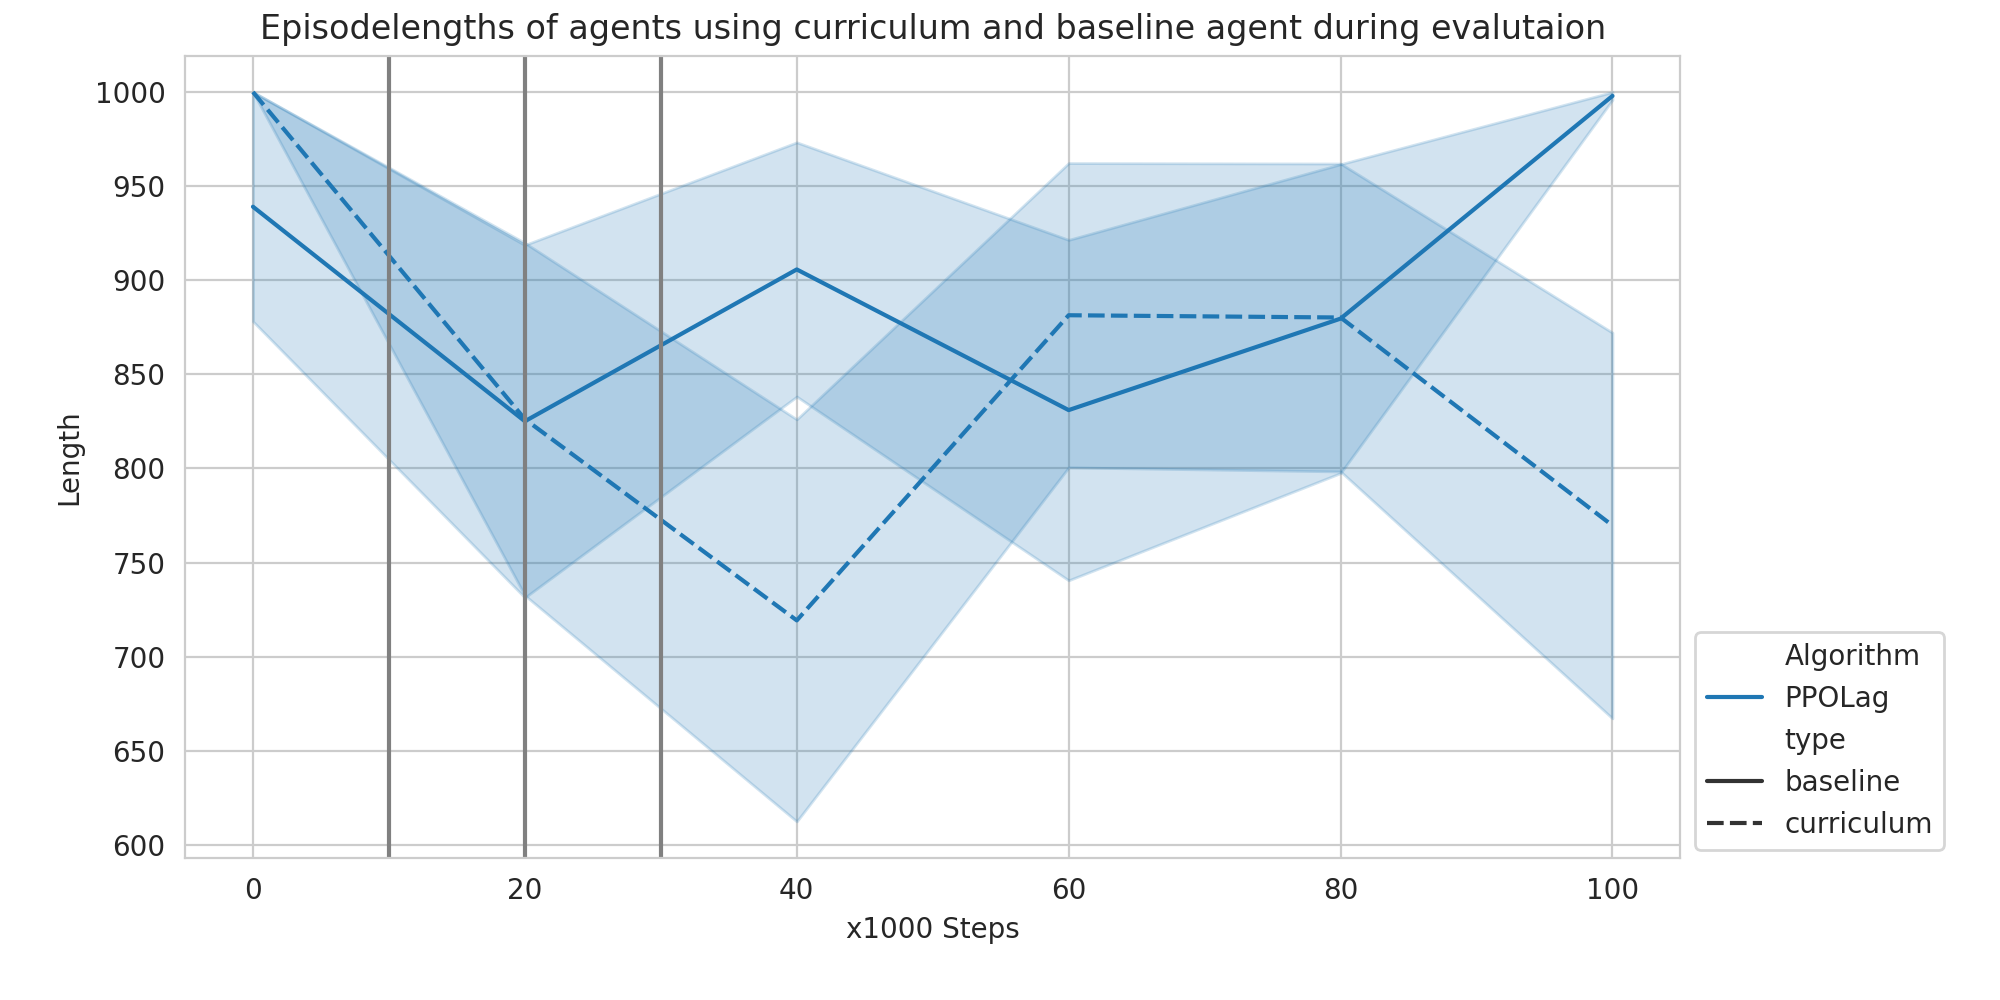 Episodelengths of agents using curriculum and baseline agent during evalutaion
1000
950
900
850
800
750
700
650
600
Length
0 20 40 60 80 100
x1000 Steps
Algorithm
PPOLag
type
baseline
curriculum